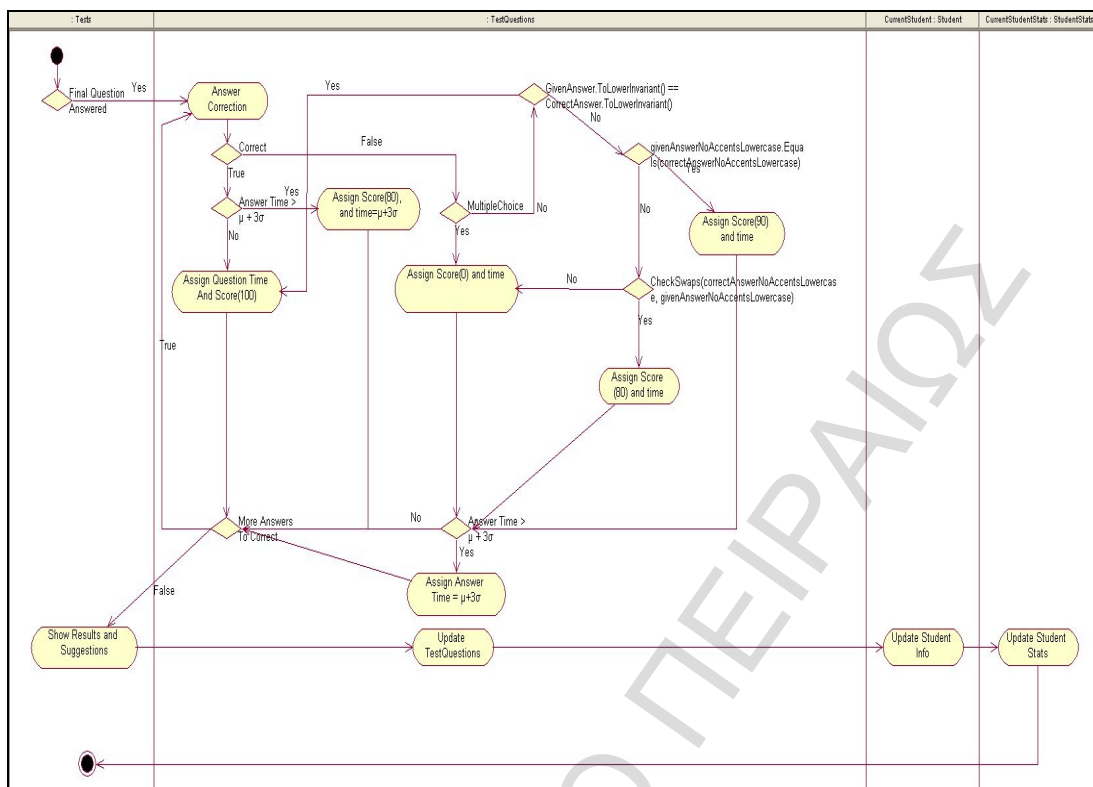 : Tests
: TestQuestions
CurrentStudent : Student
CurrentStudentStats : StudentStats
Final Question
Answered
Yes
Answer
Correction
Yes
GivenAnswer.ToLowerInvariant() ==
CorrectAnswer.ToLowerInvariant()
No
Correct
False
True
givenAnswerNoAccentsLowercase.Equa
ls(correctAnswerNoAccentsLowercase)
Yes
Answer Time >
μ + 3σ
Yes
Assign Score(80),
and time=μ+3σ
MultipleChoice
No
Yes
No
Assign Score(90)
and time
No
Assign Question Time
And Score(100)
Assign Score(0) and time
No
CheckSwaps(correctAnswerNoAccentsLowercas
e, givenAnswerNoAccentsLowercase)
Yes
True
Assign Score
(80) and time
More Answers
To Correct
No
Answer Time >
μ + 3σ
Yes
False
Assign Answer
Time = μ+3σ
Show Results and
Suggestions
Update
TestQuestions
Update Student
Info
Update Student
Stats
Ο ΠΕΙΡΑΙΩΣ